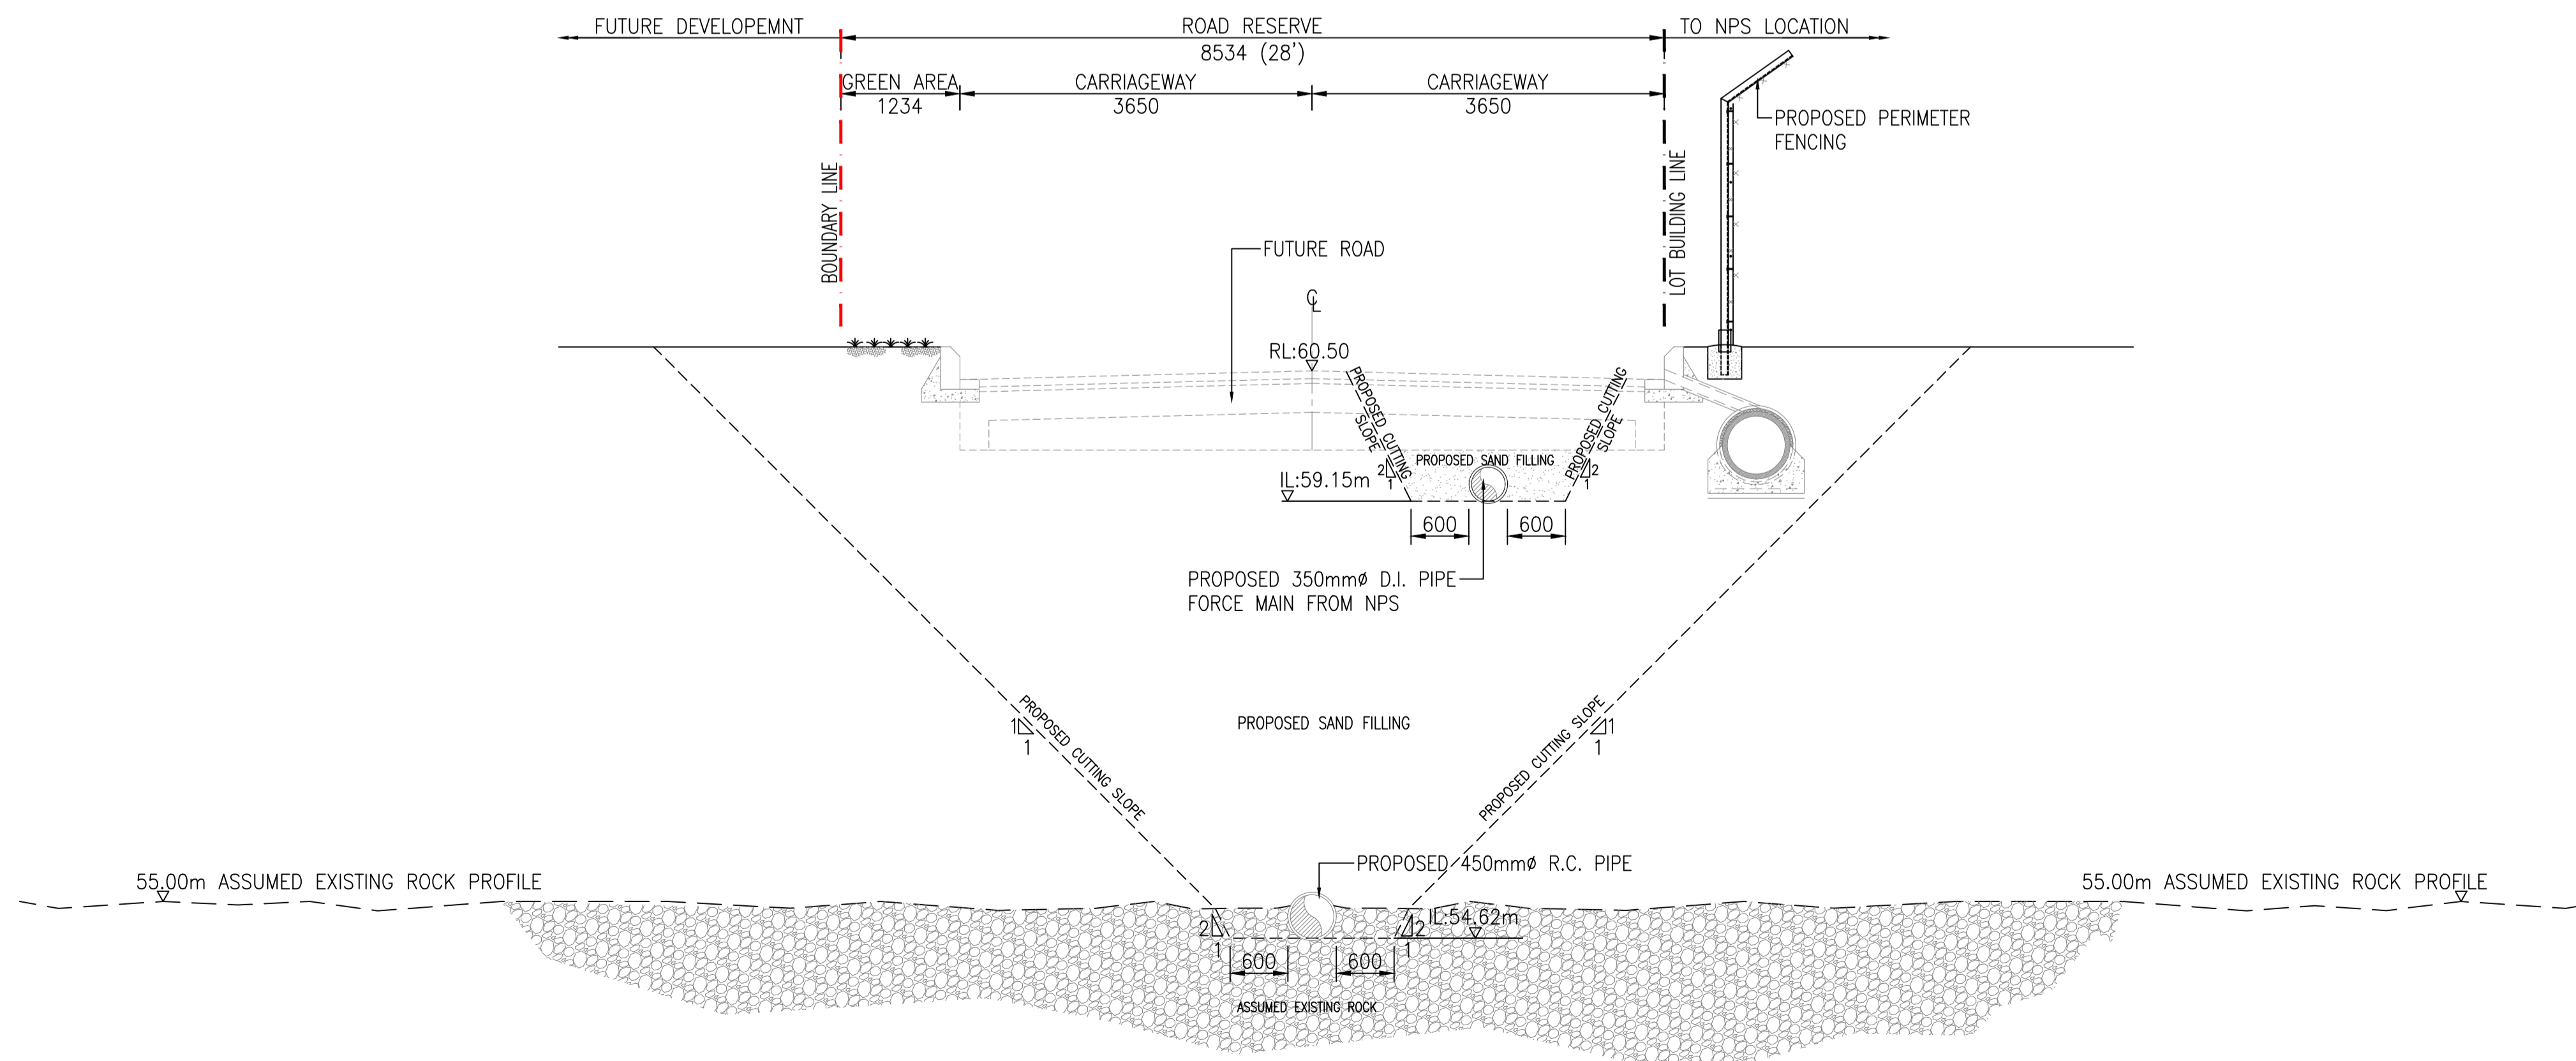 FUTURE DEVELOPEMNT
ROAD RESERVE
TO NPS LOCATION
8534 (28')
GREEN AREA
CARRIAGEWAY
CARRIAGEWAY
1234
3650
3650
PROPOSED PERIMETER
FENCING
BOUNDARY LINE
LOT BUILDING LINE
FUTURE ROAD
℄
RL:60.50
PROPOSED CUTTING
SLOPE
PROPOSED CUTTING
SLOPE
PROPOSED SAND FILLING
2
1
2
1
IL:59.15m
600
600
PROPOSED 350mmø D.I. PIPE
FORCE MAIN FROM NPS
PROPOSED CUTTING SLOPE
1
1
PROPOSED SAND FILLING
PROPOSED CUTTING SLOPE
1
1
PROPOSED 450mmø R.C. PIPE
55.00m ASSUMED EXISTING ROCK PROFILE
55.00m ASSUMED EXISTING ROCK PROFILE
2
1
2
1
IL:54.62m
600
600
ASSUMED EXISTING ROCK